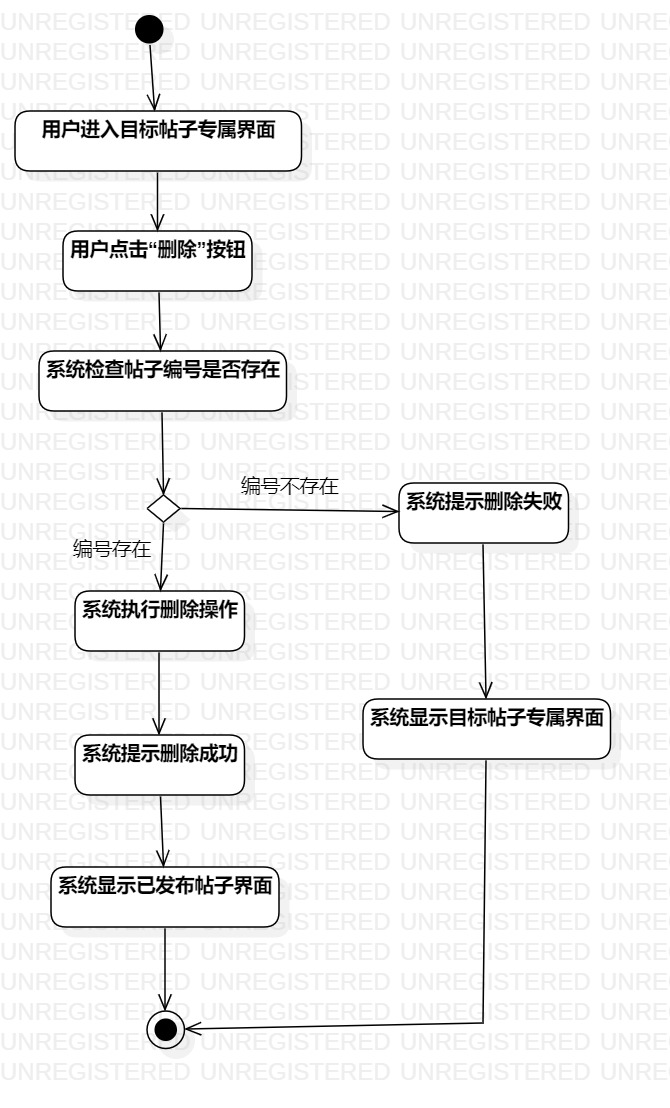 用户进入目标帖子专属界面
用户点击“删除”按钮
系统检查帖子编号是否存在
编号不存在
系统提示删除失败
编号存在
系统执行删除操作
系统显示目标帖子专属界面
系统提示删除成功
系统显示已发布帖子界面
UNREGISTERED UNREGISTERED UNREGISTERED UNRE